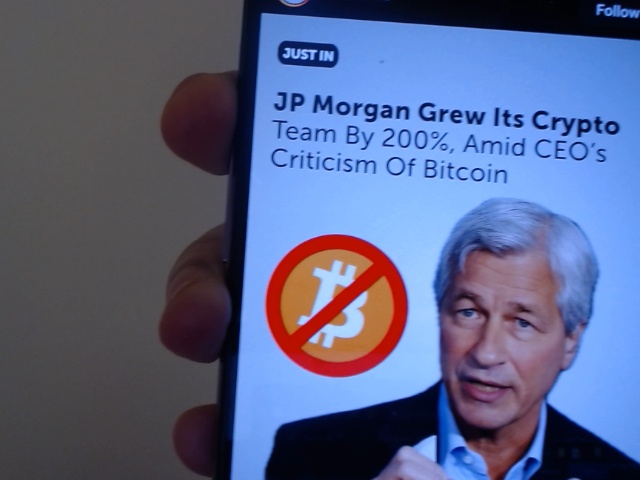 Follow
JUST IN
JP Morgan Grew Its Crypto
Team By 200%, Amid CEO's
Criticism Of Bitcoin